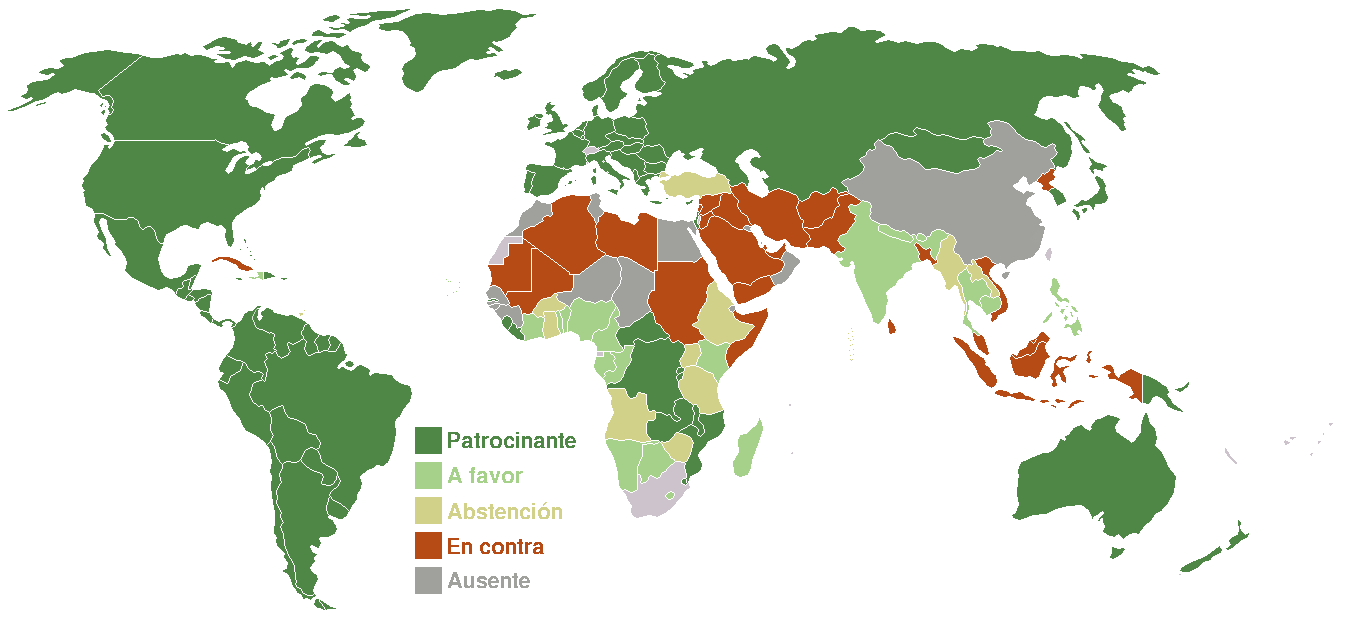 Patrocinante
A favor
Abstención
En contra
Ausente